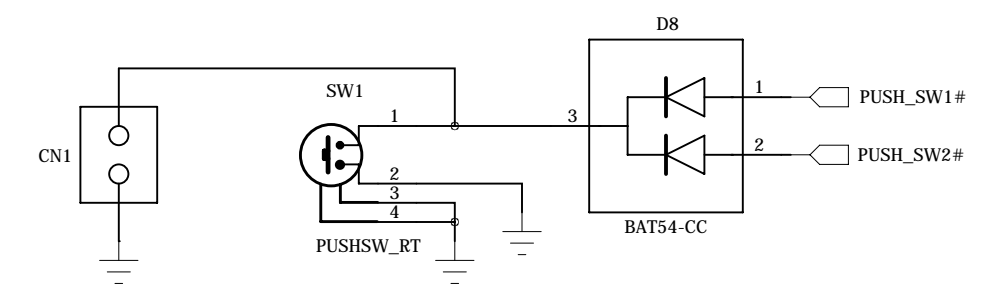 D8
SW1
1
1
3
PUSH_SW1#
CN1
2
PUSH_SW2#
2
3
4
PUSHSW_RT
BAT54-CC